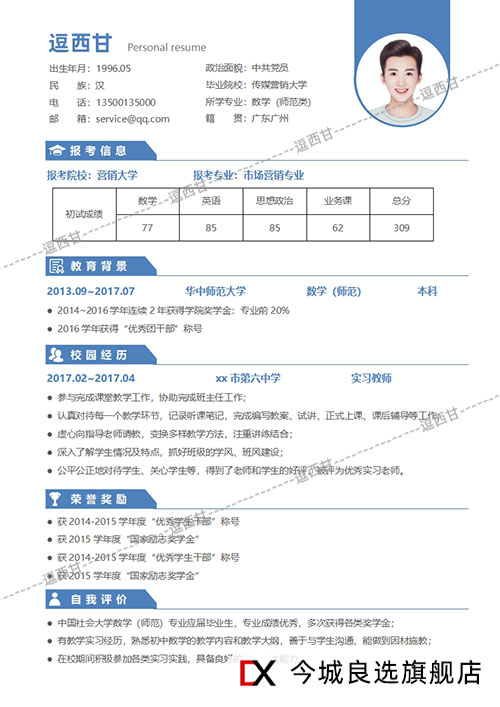 逗西甘 Personal resume
出生年月：1996.05 政治面貌：中共党员
民 族：汉 毕业院校：传媒营销大学
电 话：13500135000 所学专业：数学（师范类）
邮 箱：service@qq.com 籍 贯：广东广州
报考信息
报考院校：营销大学 报考专业：市场营销专业
初试成绩 数学 英语 思想政治 业务课 总分
77 85 85 62 309
教育背景
2013.09~2017.07 华中师范大学 数学（师范） 本科
2014~2016学年连续2年获得学院奖学金：专业前20%
2016学年获得“优秀团干部”称号
校园经历
2017.02~2017.04 xx市第六中学 实习教师
参与完成课堂教学工作，协助完成班主任工作；
认真对待每一个教学环节，记录听课笔记，完成编写教案、试讲、正式上课、课后辅导等工作；
虚心向指导老师请教，变换多样教学方法，注重讲练结合；
深入了解学生情况及特点，抓好班级的学风、班风建设；
公平公正地对待学生、关心学生等，得到了老师和学生的好评，被评为优秀实习老师。
荣誉奖励
获2014-2015学年度“优秀学生干部”称号
获2015学年度“国家励志奖学金”
获2014-2015学年度“优秀学生干部”称号
获2015学年度“国家励志奖学金”
自我评价
中国社会大学数学（师范）专业应届毕业生，专业成绩优秀，多次获得各类奖学金；
有教学实习经历，熟悉初中数学的教学内容和教学大纲，善于与学生沟通，能做到因材施教；
在校期间积极参加各类实习实践，具备良好的
今城良选旗舰店
逗西甘
逗西甘
逗西甘
逗西甘
逗西甘
逗西甘